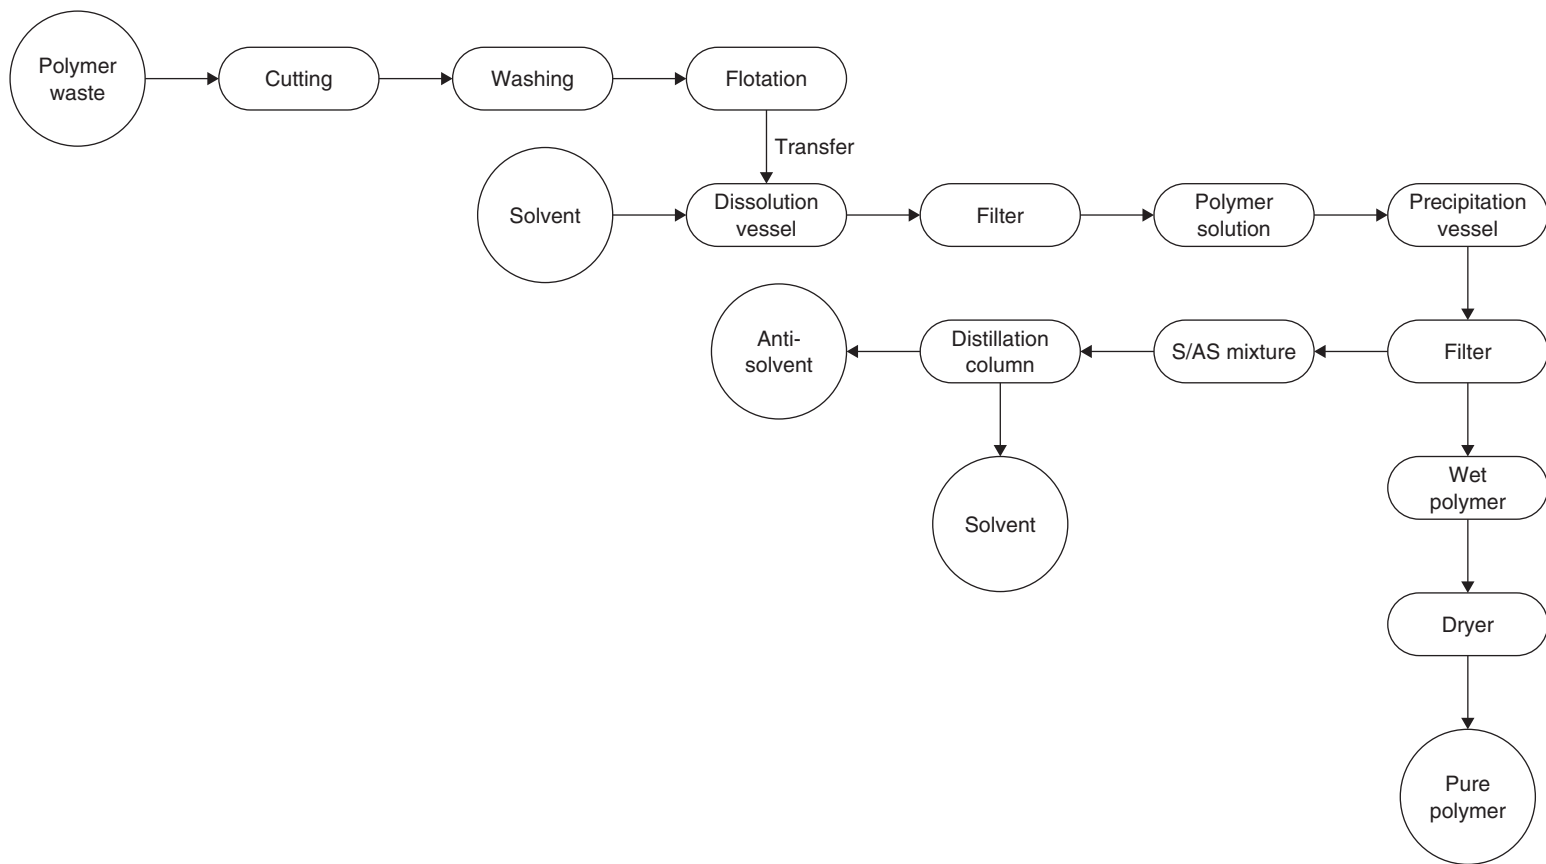 Polymer
waste
Cutting
Washing
Flotation
Transfer
Solvent
Dissolution
vessel
Filter
Polymer
solution
Precipitation
vessel
Anti-
solvent
Distillation
column
S/AS mixture
Filter
Solvent
Wet
polymer
Dryer
Pure
polymer